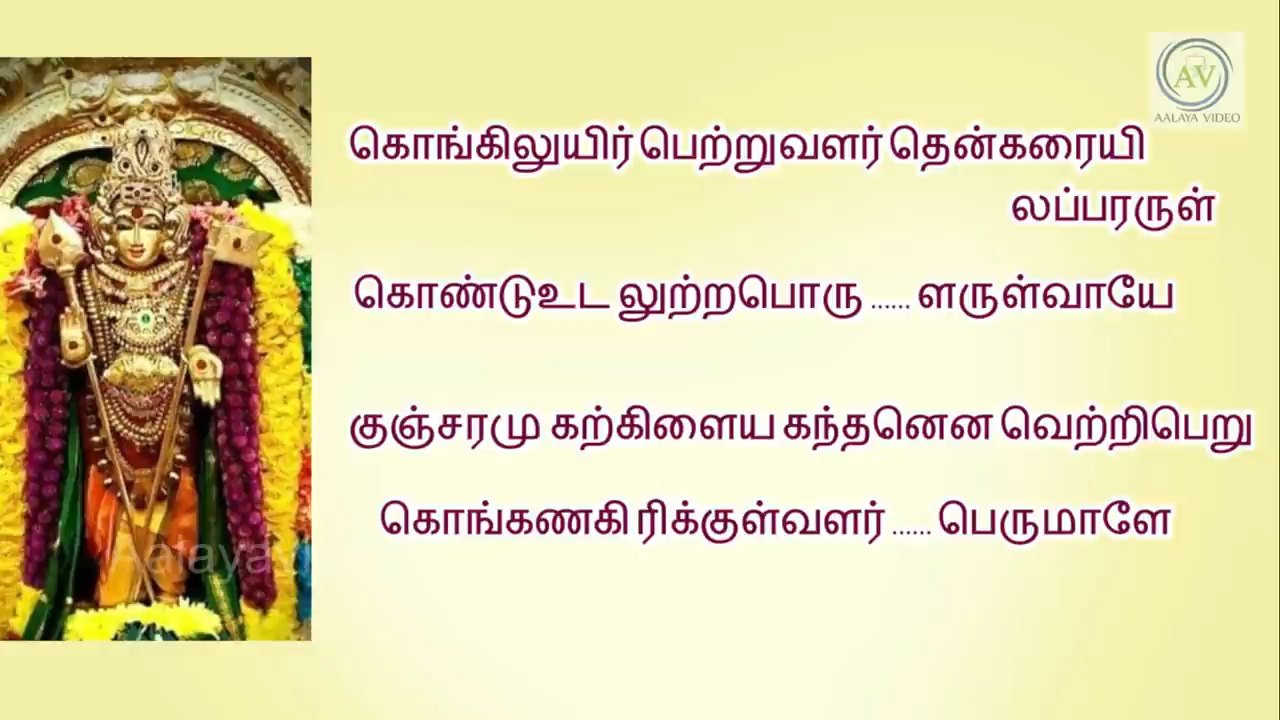 AV
AALAYA VIDEO
கொங்கிலுயிர் பெற்றுவளர் தென்கரையி
லப்பரருள்
கொண்டுஉட லுற்றபொரு ...... ளருள்வாயே
குஞ்சரமு கற்கிளைய கந்தனென வெற்றிபெறு
கொங்கணகி ரிக்குள்வளர் ...... பெருமாளே